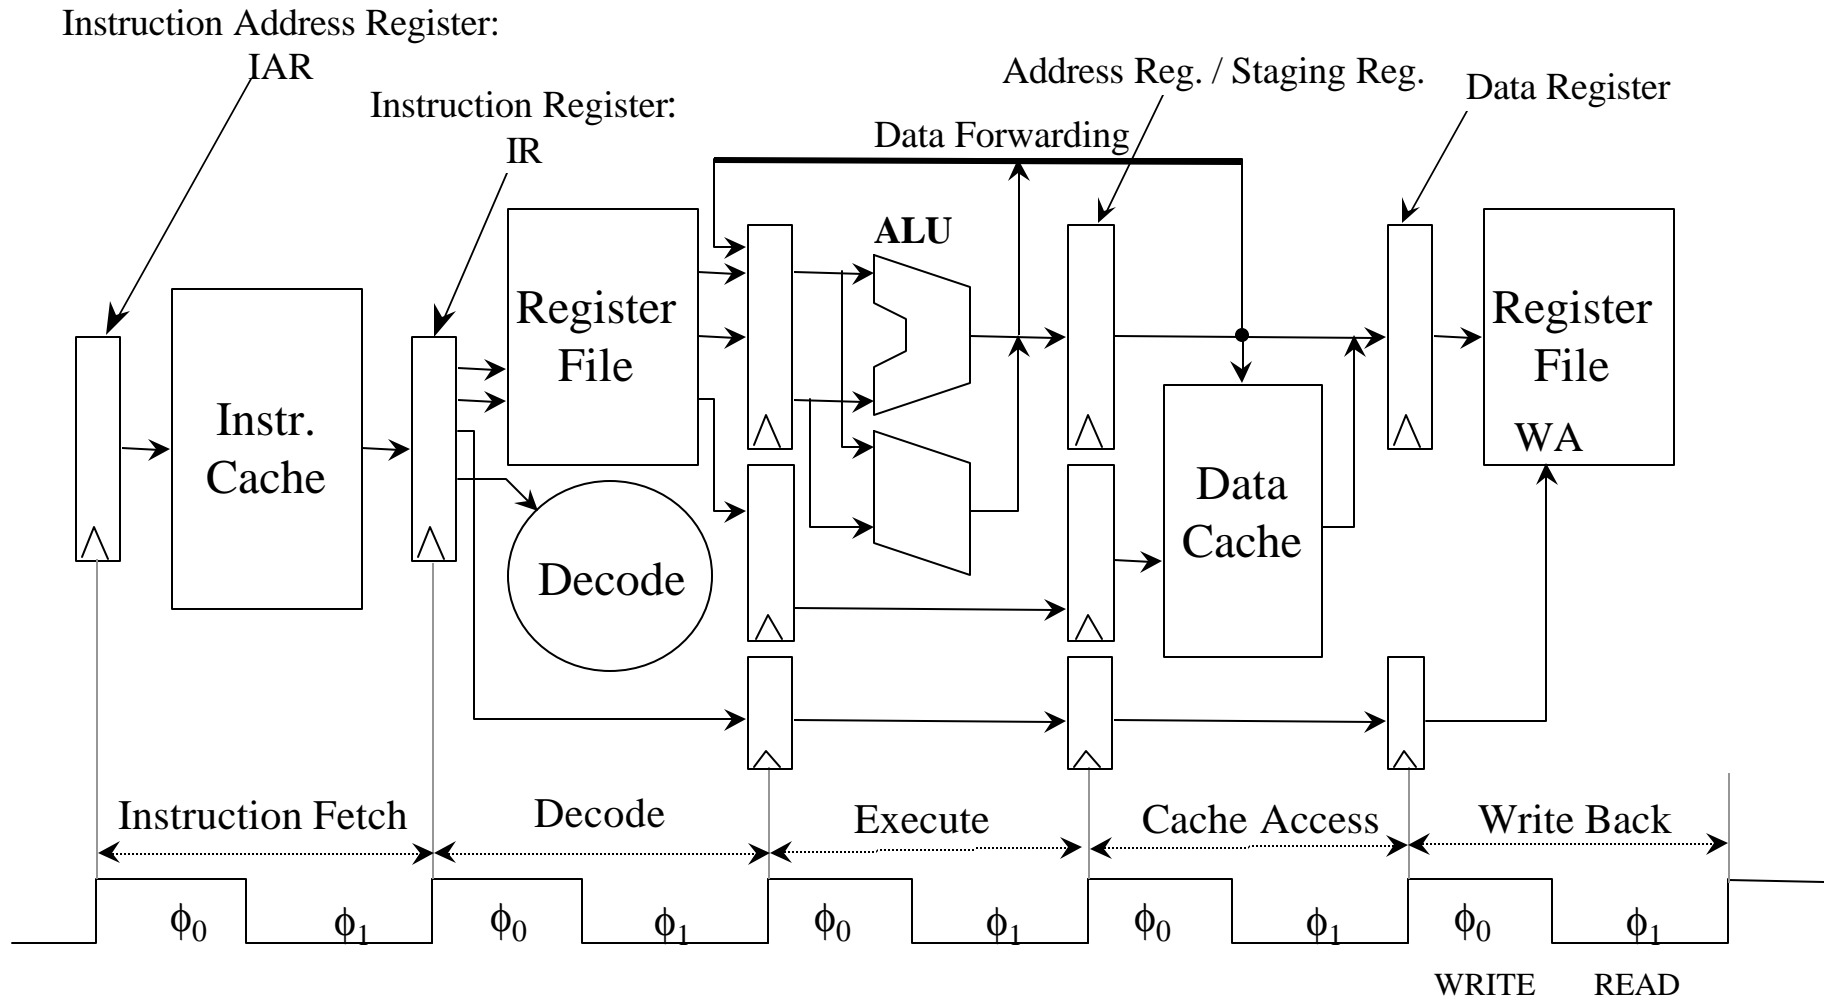 Instruction Address Register:
IAR
Instruction Register:
IR
Address Reg. / Staging Reg.
Data Register
Data Forwarding
ALU
Register
File
Instr.
Cache
Decode
Data
Cache
Register
File
WA
Instruction Fetch
Decode
Execute
Cache Access
Write Back
ϕ0
ϕ1
ϕ0
ϕ1
ϕ0
ϕ1
ϕ0
ϕ1
ϕ0
ϕ1
WRITE
READ